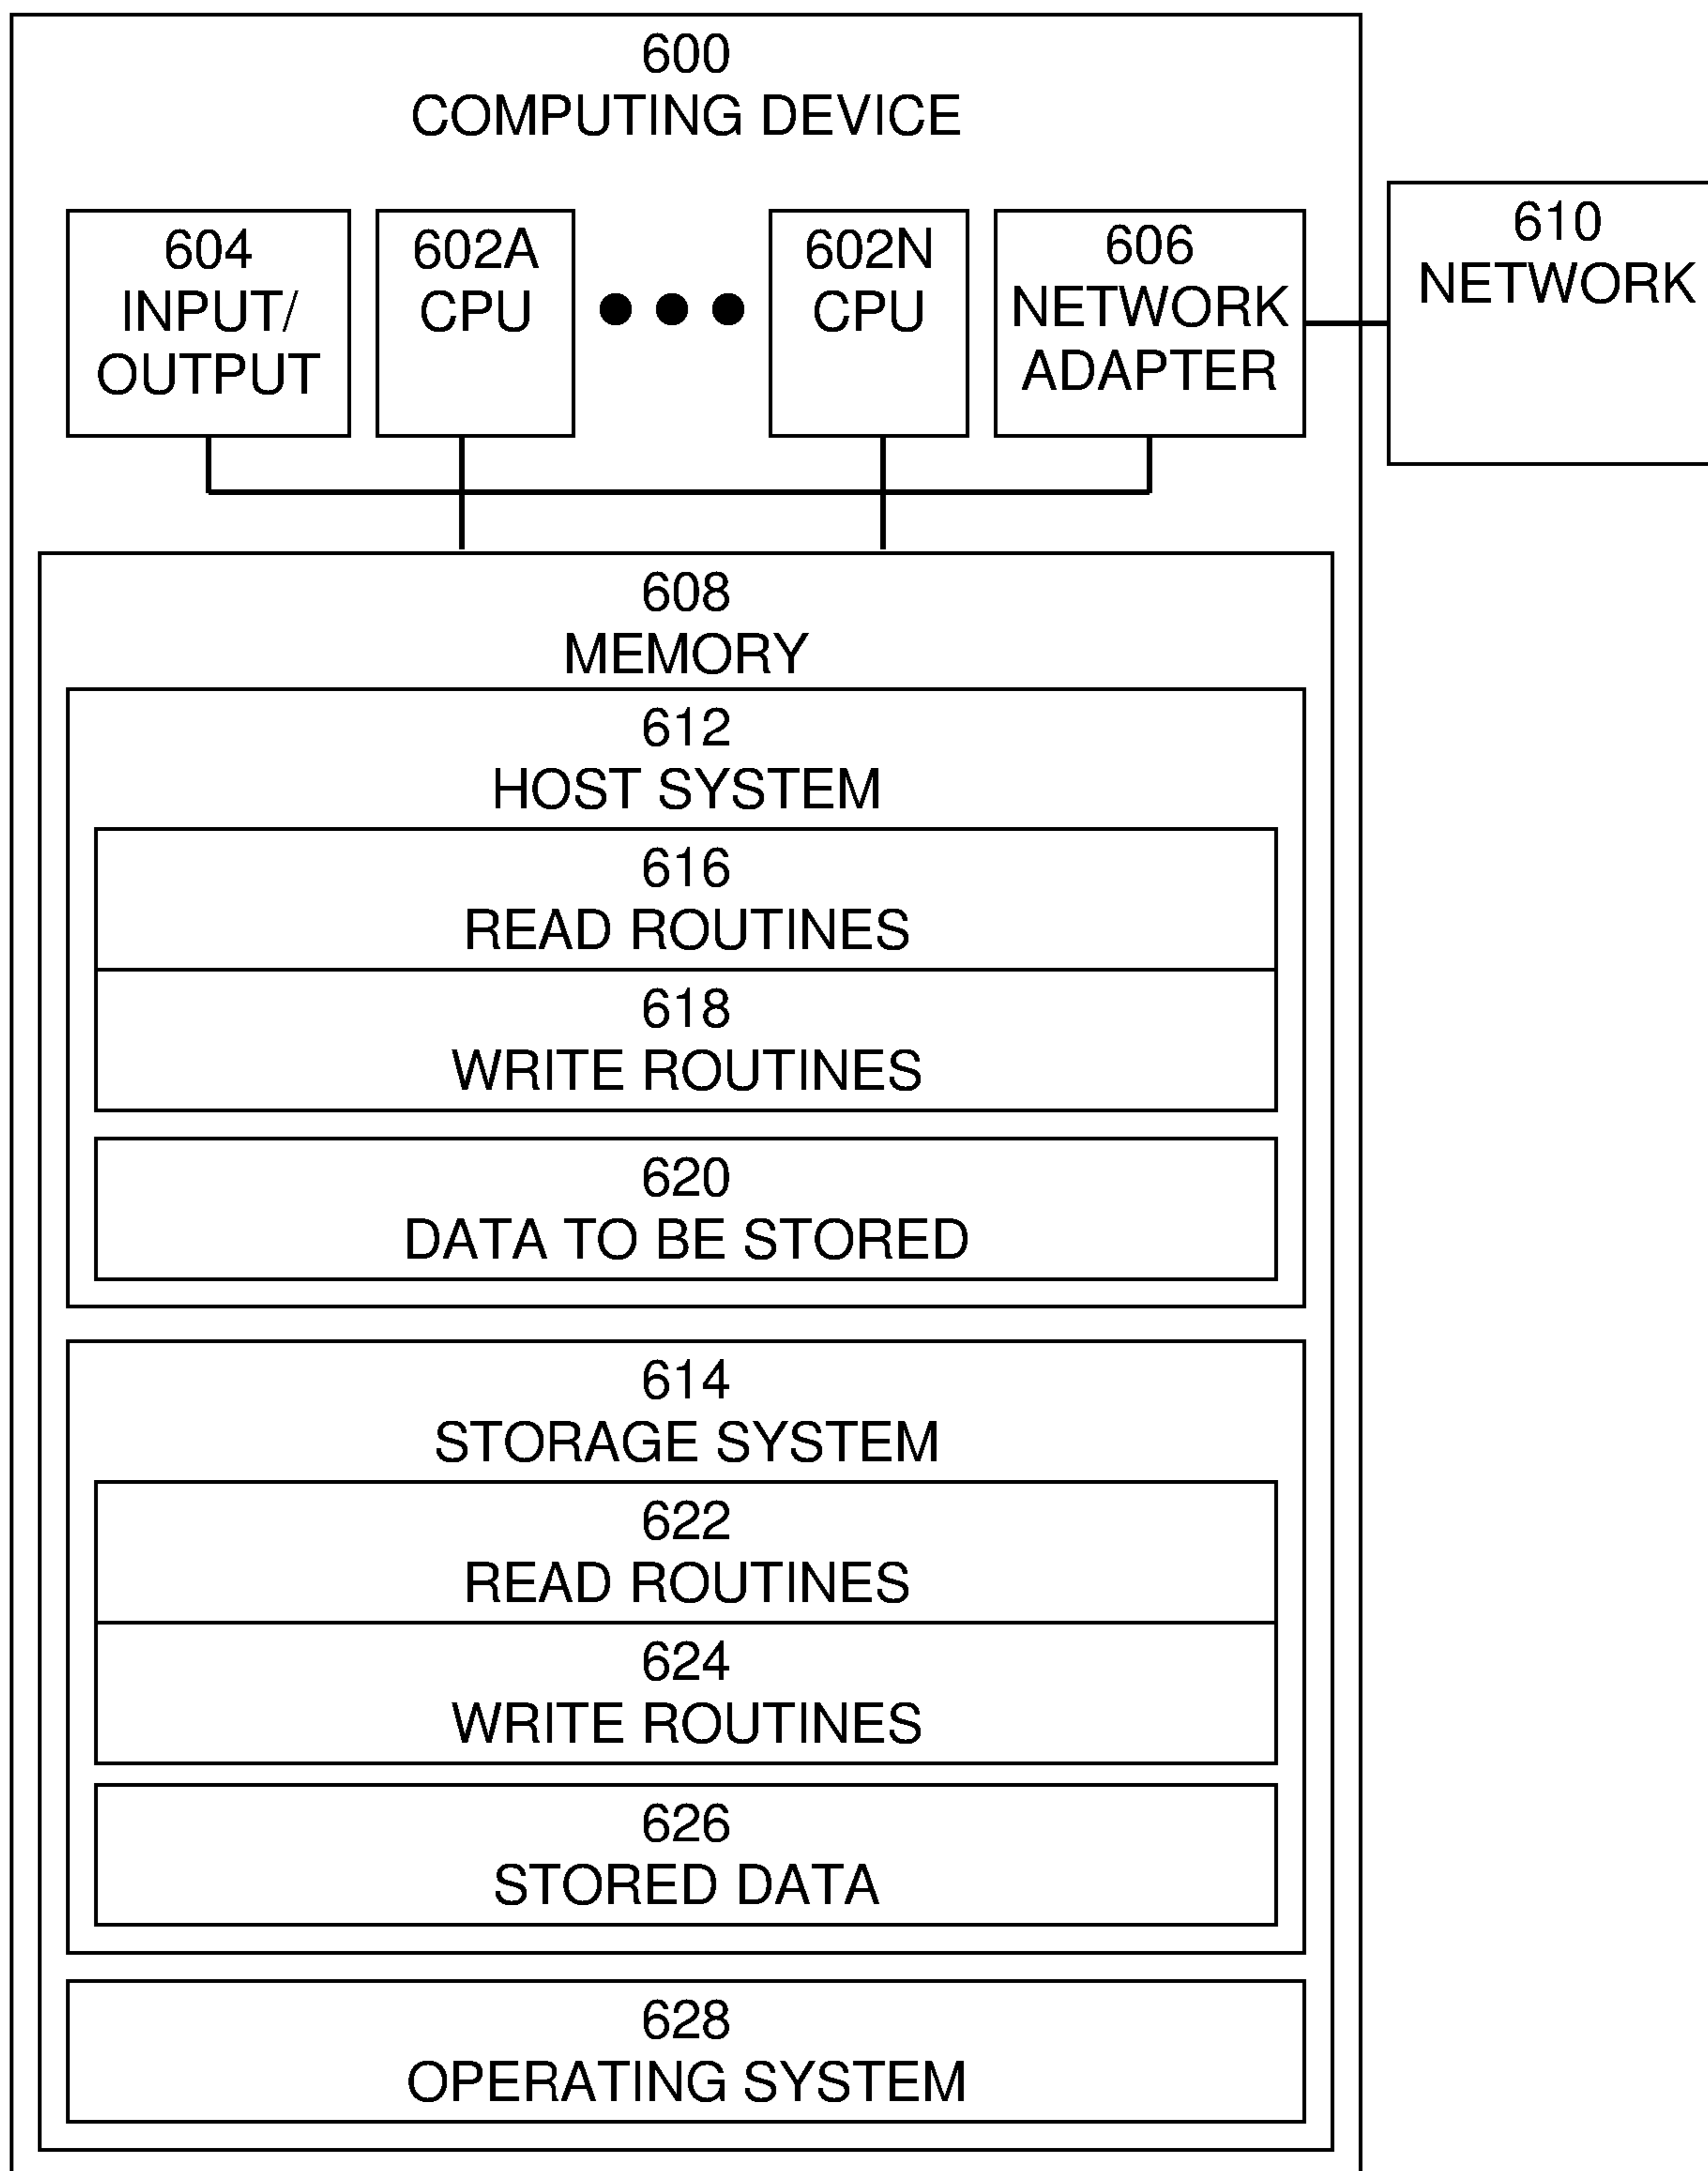 600
COMPUTING DEVICE
604
INPUT/
OUTPUT
602A
CPU
602N
CPU
606
NETWORK
ADAPTER
610
NETWORK
608
MEMORY
612
HOST SYSTEM
616
READ ROUTINES
618
WRITE ROUTINES
620
DATA TO BE STORED
614
STORAGE SYSTEM
622
READ ROUTINES
624
WRITE ROUTINES
626
STORED DATA
628
OPERATING SYSTEM